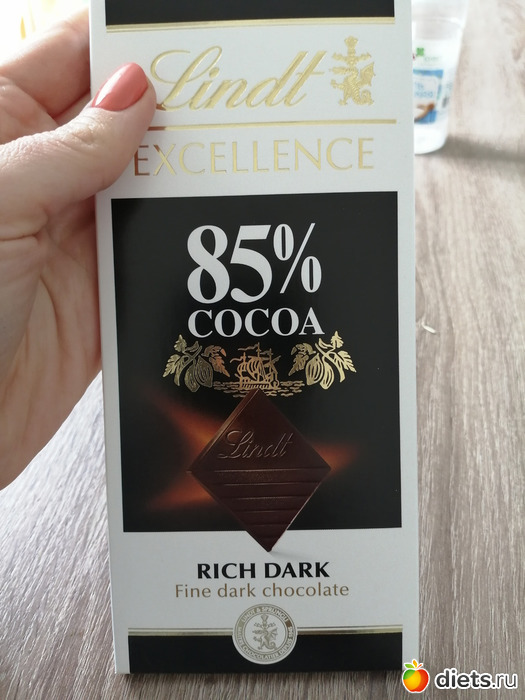 Lindt
EXCELLENCE
85%
COCOA
Lindt
RICH DARK
Fine dark chocolate
diets.ru